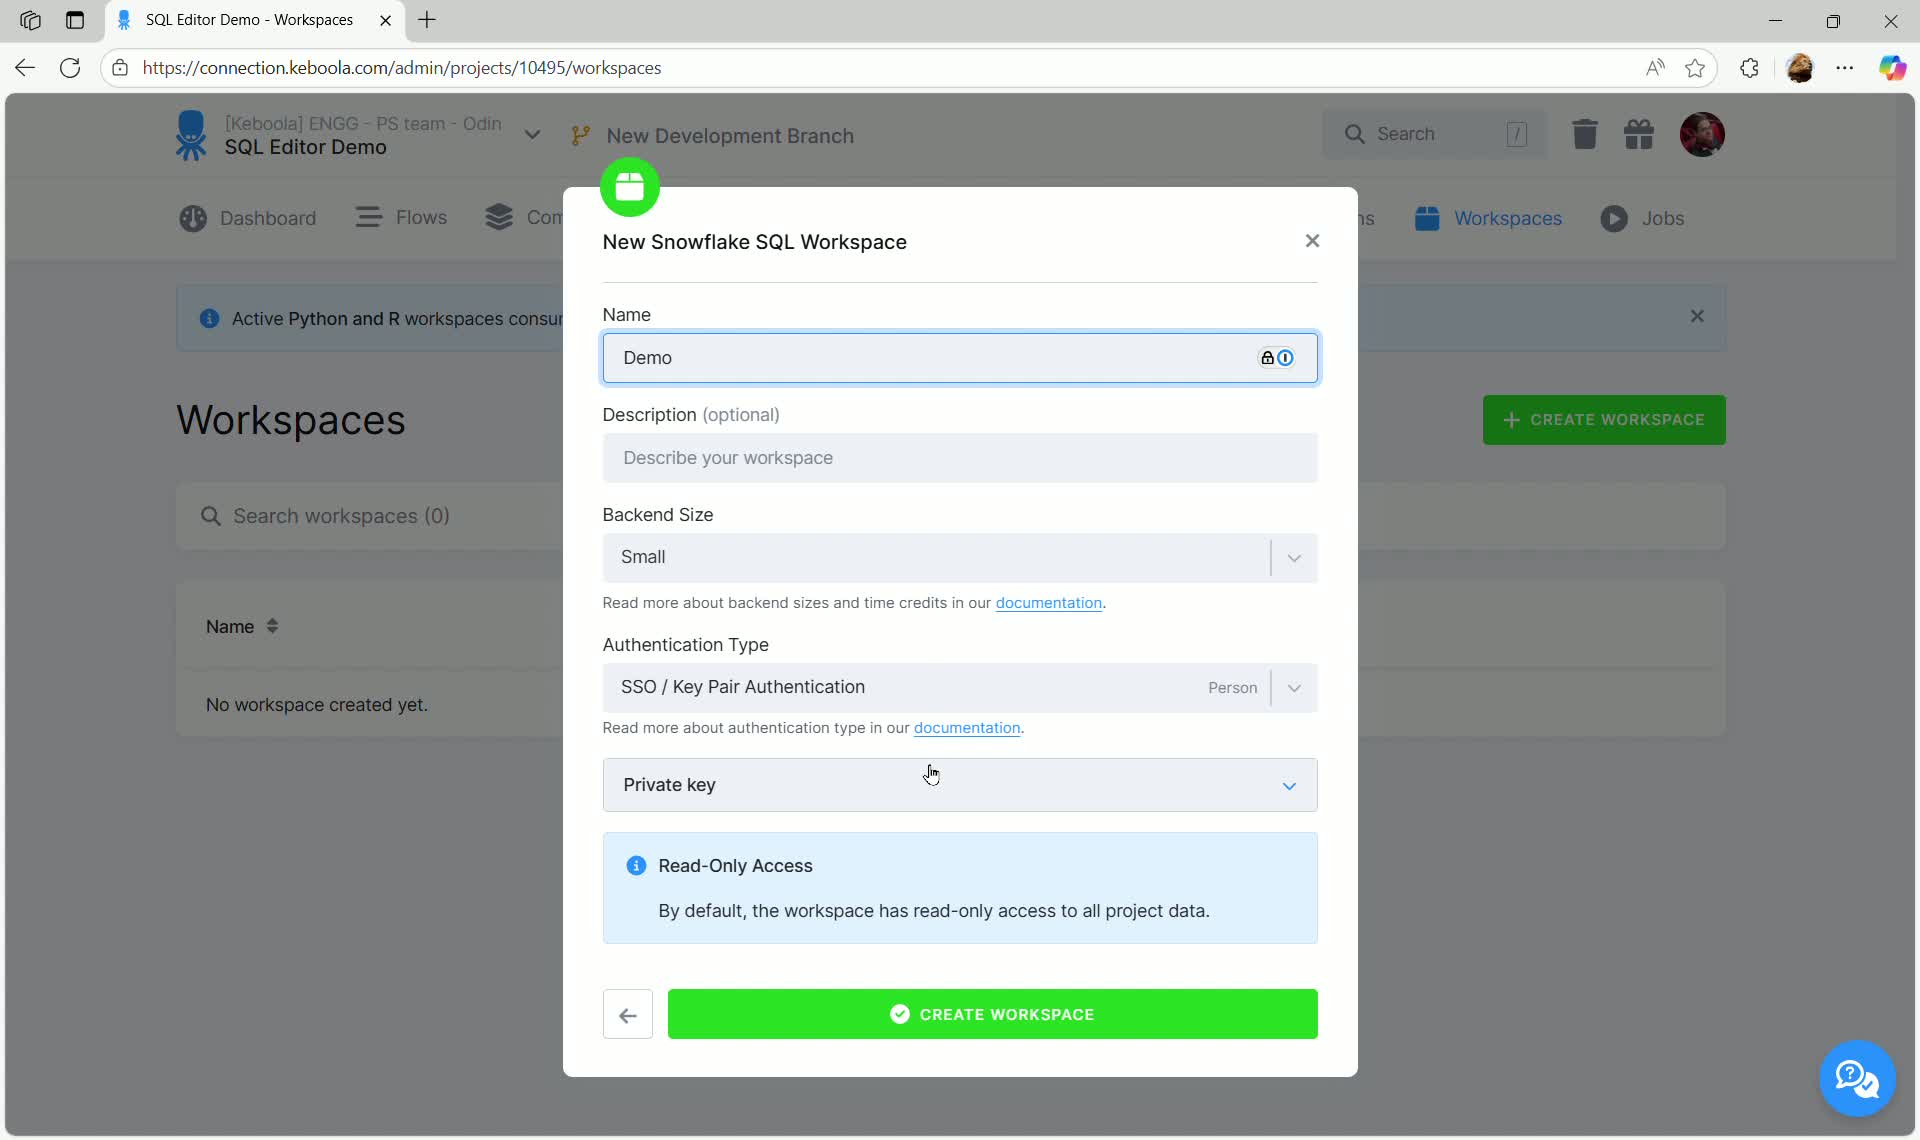 SQL Editor Demo - Workspaces
https://connection.keboola.com/admin/projects/10495/workspaces
[Keboola] ENGG - PS team - Odin
SQL Editor Demo
New Development Branch
Search /
Dashboard
Flows
Workspaces
Jobs
New Snowflake SQL Workspace
Active Python and R workspaces
Name
Demo
Description (optional)
Describe your workspace
Workspaces
CREATE WORKSPACE
Search workspaces (0)
Backend Size
Small
Read more about backend sizes and time credits in our documentation.
Name
No workspace created yet.
Authentication Type
SSO / Key Pair Authentication Person
Read more about authentication type in our documentation.
Private key
Read-Only Access
By default, the workspace has read-only access to all project data.
CREATE WORKSPACE